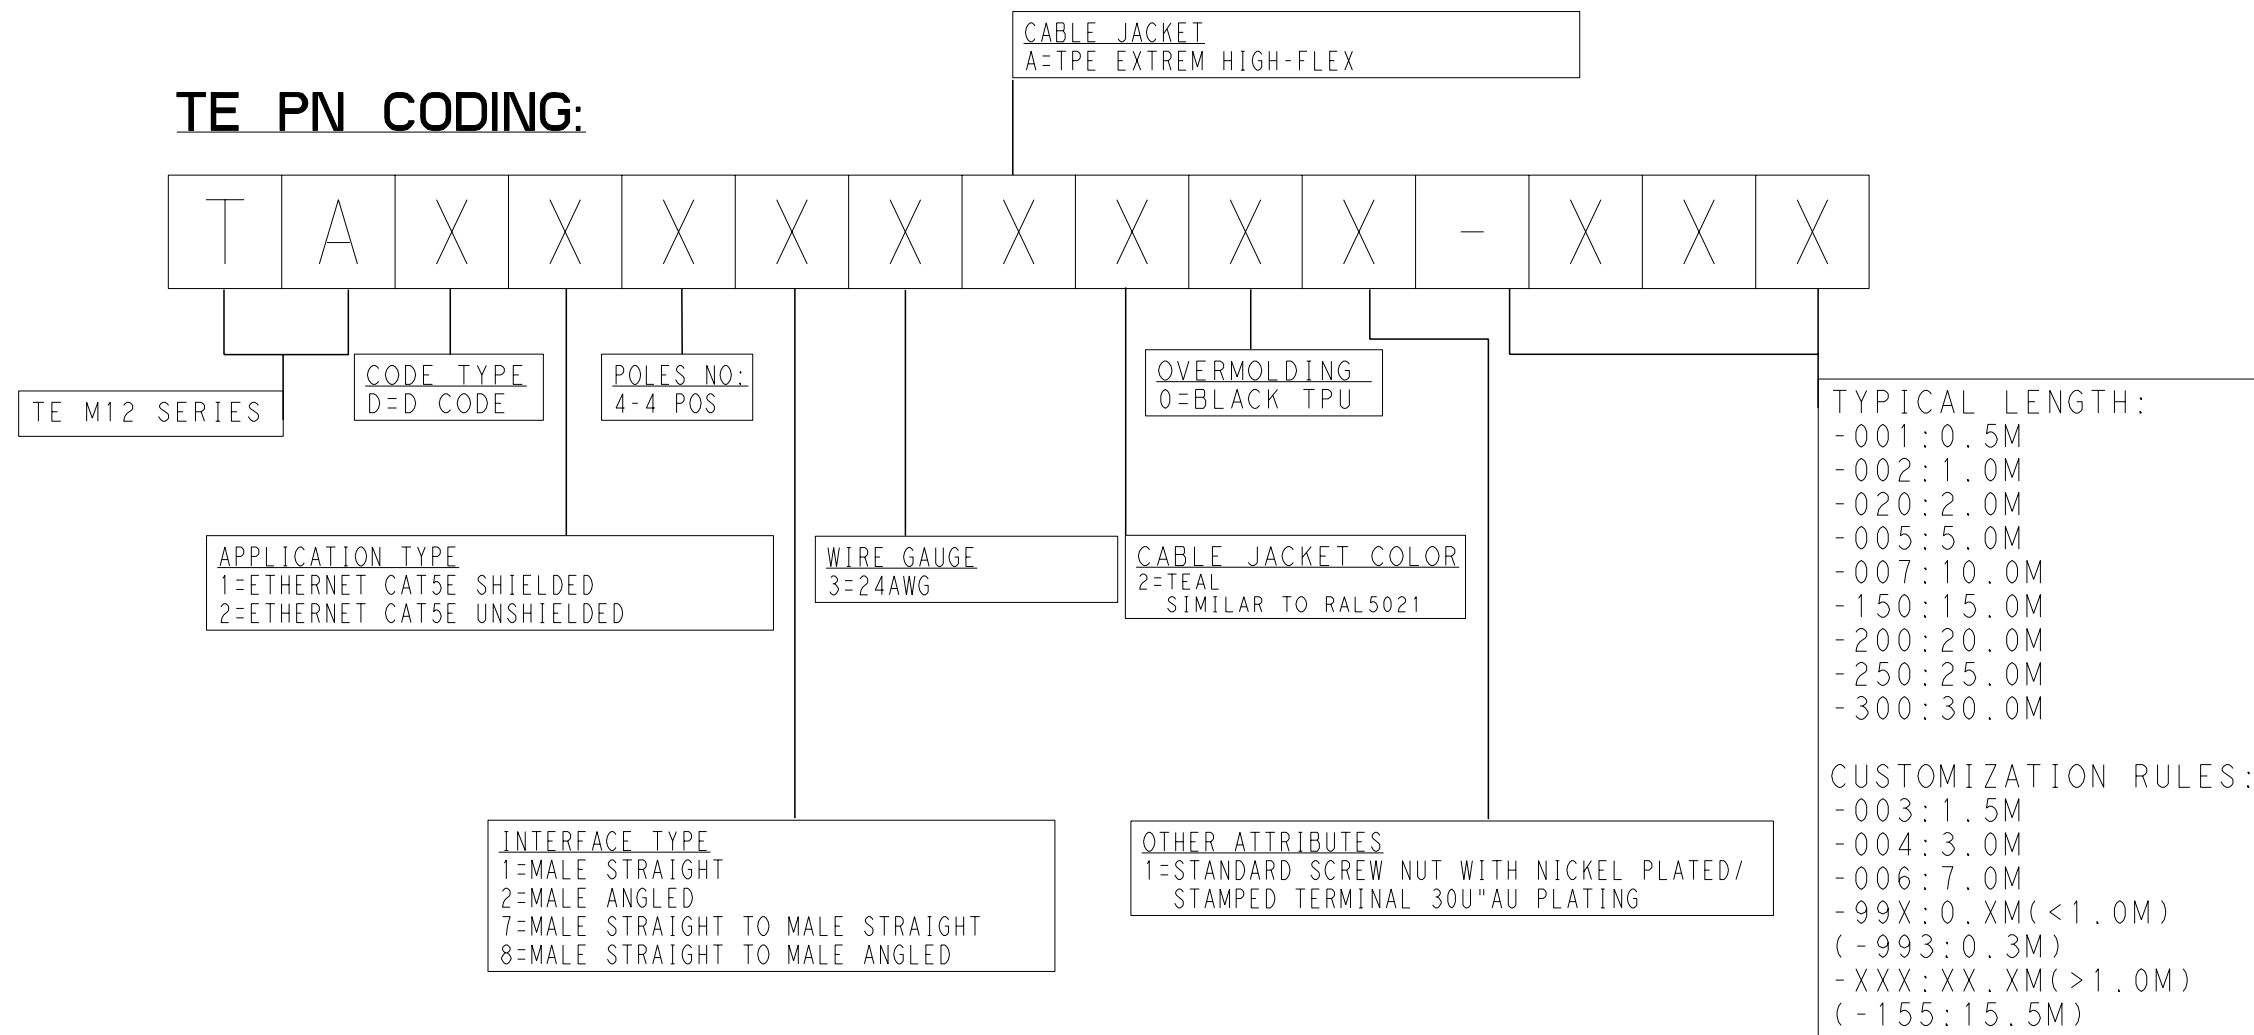 CABLE JACKET
A=TPE EXTREM HIGH-FLEX
TE PN CODING:
T A X X X X X X X X X - X X X
TE M12 SERIES
CODE TYPE
D=D CODE
POLES NO:
4-4 POS
OVERMOLDING
0=BLACK TPU
APPLICATION TYPE
1=ETHERNET CAT5E SHIELDED
2=ETHERNET CAT5E UNSHIELDED
WIRE GAUGE
3=24AWG
CABLE JACKET COLOR
2=TEAL
SIMILAR TO RAL5021
INTERFACE TYPE
1=MALE STRAIGHT
2=MALE ANGLED
7=MALE STRAIGHT TO MALE STRAIGHT
8=MALE STRAIGHT TO MALE ANGLED
OTHER ATTRIBUTES
1=STANDARD SCREW NUT WITH NICKEL PLATED/
STAMPED TERMINAL 30U"AU PLATING
TYPICAL LENGTH:
-001:0.5M
-002:1.0M
-020:2.0M
-005:5.0M
-007:10.0M
-150:15.0M
-200:20.0M
-250:25.0M
-300:30.0M
CUSTOMIZATION RULES:
-003:1.5M
-004:3.0M
-006:7.0M
-99X:0.XM(<1.0M)
(-993:0.3M)
-XXX:XX.XM(>1.0M)
(-155:15.5M)